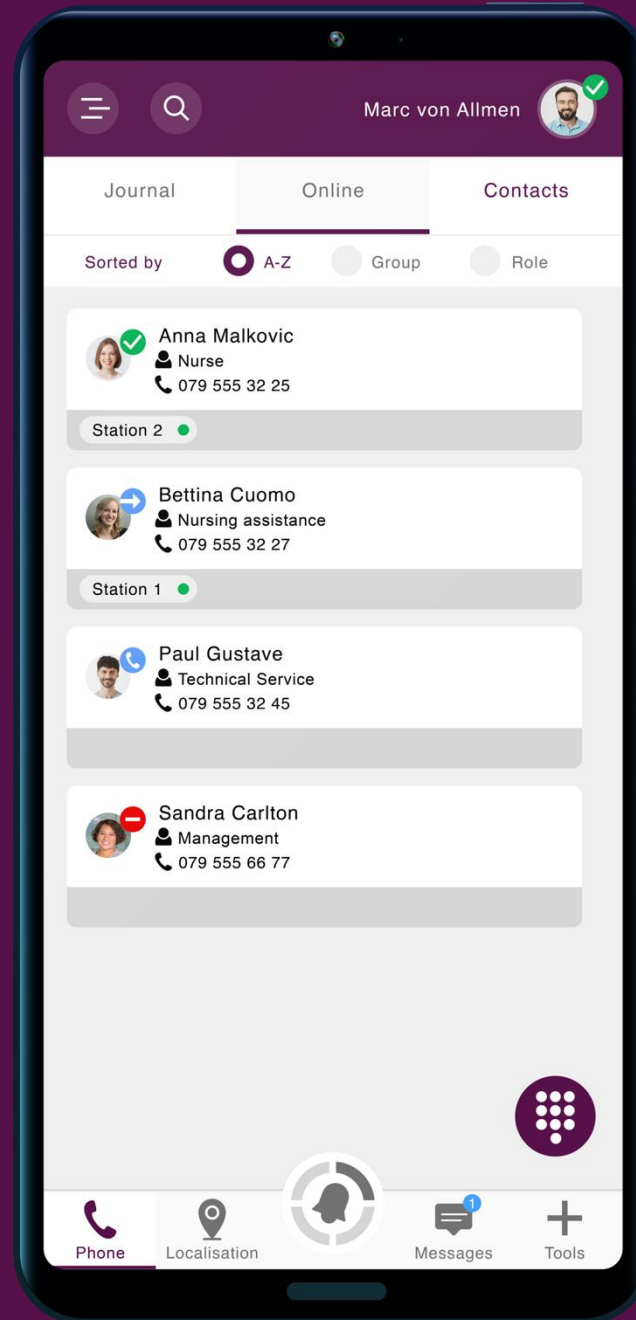 Marc von Allmen
Journal Online Contacts
Sorted by A-Z Group Role
Anna Malkovic
Nurse
079 555 32 25
Station 2
Bettina Cuomo
Nursing assistance
079 555 32 27
Station 1
Paul Gustave
Technical Service
079 555 32 45
Sandra Carlton
Management
079 555 66 77
1
Phone Localisation Messages Tools